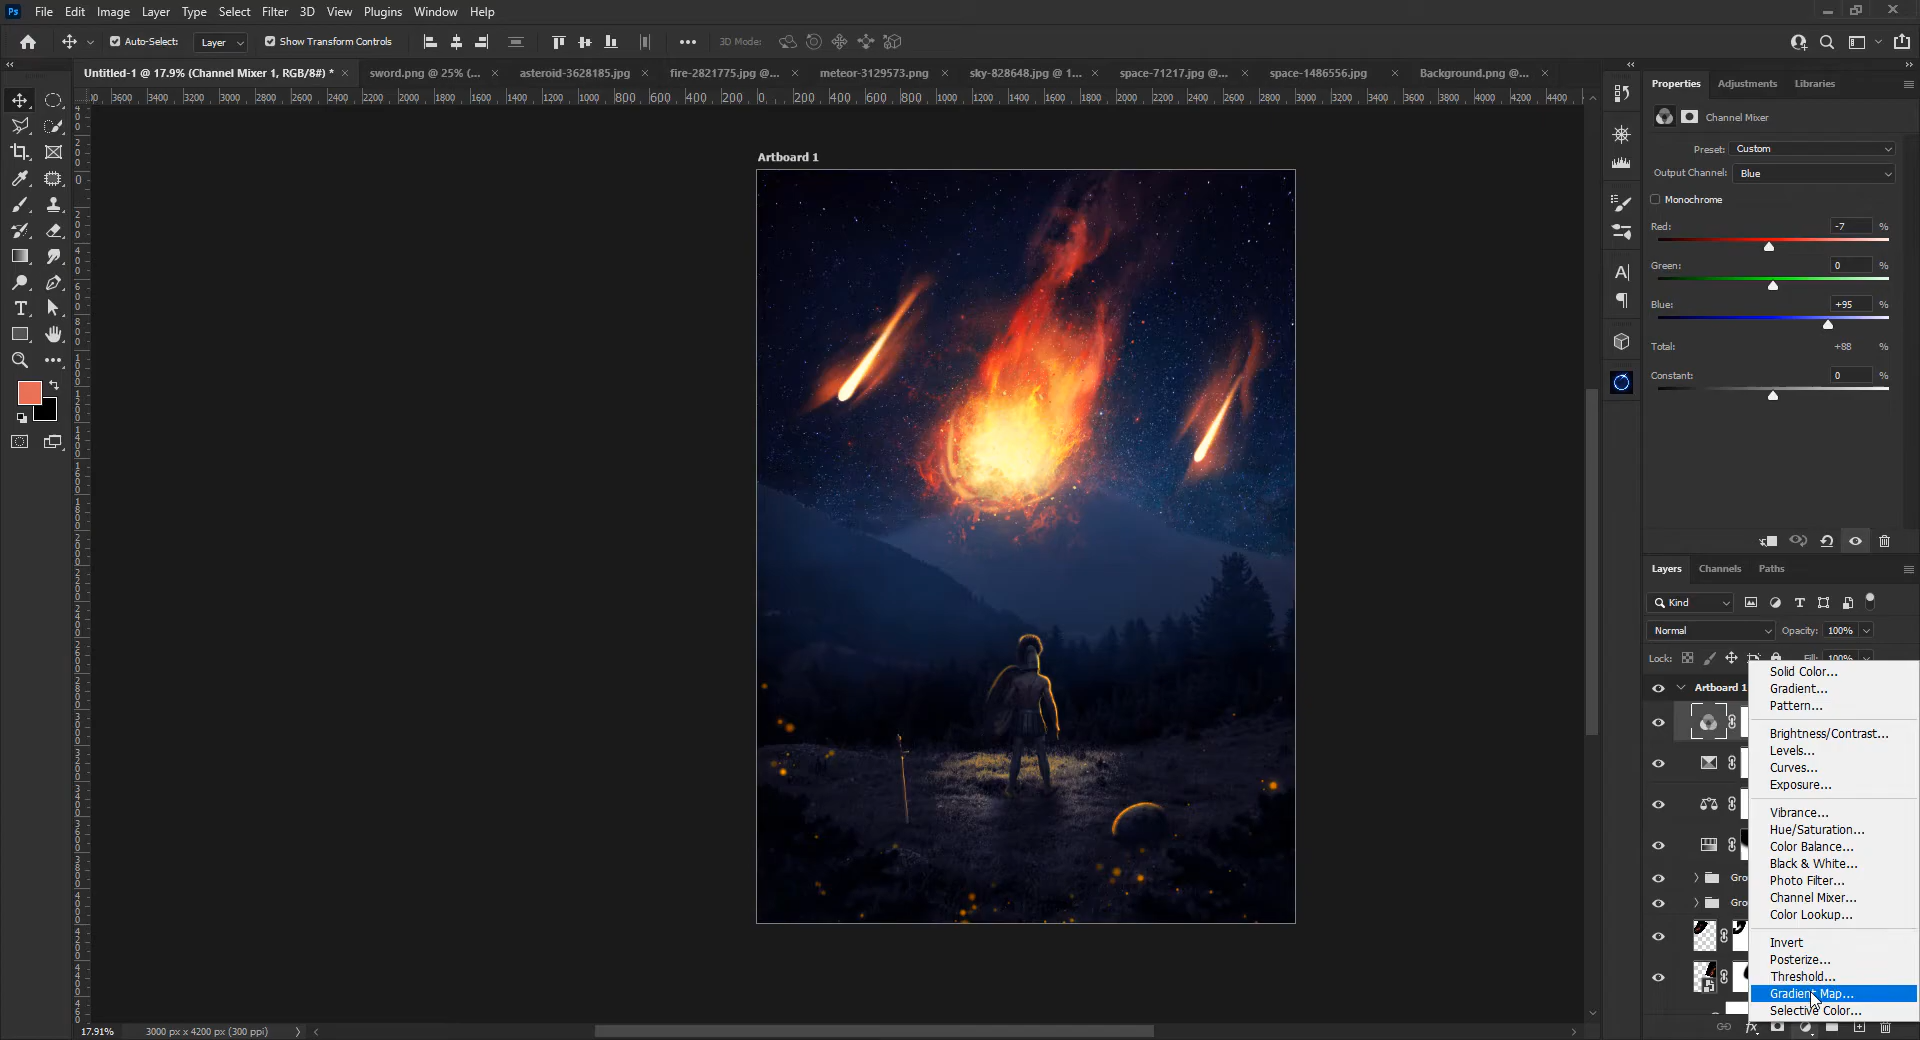 Ps File Edit Image Layer Type Select Filter 3D View Plugins Window Help
Auto-Select: Layer Show Transform Controls 3D Mode:
Untitled-1 @ 17.9% (Channel Mixer 1, RGB/8#) * sword.png @ 25% (... asteroid-3628185.jpg fire-2821775.jpg @... meteor-3129573.png sky-828648.jpg @ 1... space-71217.jpg @... space-1486556.jpg Background.png @...
3600 3400 3200 3000 2800 2600 2400 2200 2000 1800 1600 1400 1200 1000 800 600 400 200 0 200 400 600 800 1000 1200 1400 1600 1800 2000 2200 2400 2600 2800 3000 3200 3400 3600 3800 4000 4200 4400
Artboard 1
Properties Adjustments Libraries
Channel Mixer
Preset: Custom
Output Channel: Blue
Monochrome
Red: -7 %
Green: 0 %
Blue: +95 %
Total: +88 %
Constant: 0 %
Layers Channels Paths
Kind
Normal Opacity: 100%
Lock: Fill: 100%
Artboard 1
Gro
Gro
Solid Color...
Gradient...
Pattern...
Brightness/Contrast...
Levels...
Curves...
Exposure...
Vibrance...
Hue/Saturation...
Color Balance...
Black & White...
Photo Filter...
Channel Mixer...
Color Lookup...
Invert
Posterize...
Threshold...
Gradient Map...
Selective Color...
17.91% 3000 px x 4200 px (300 ppi)